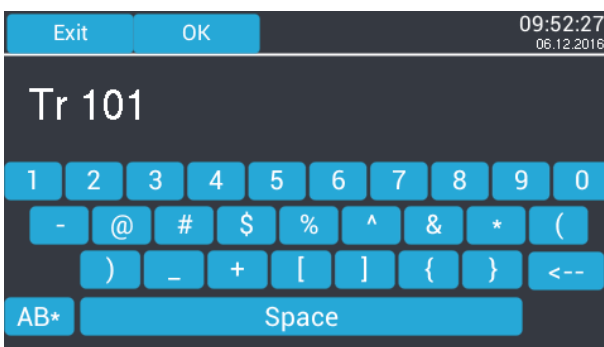 Exit OK 09:52:27
06.12.2016
Tr 101
1 2 3 4 5 6 7 8 9 0
- @ # $ % ^ & * (
) _ + [ ] { } <--
AB* Space